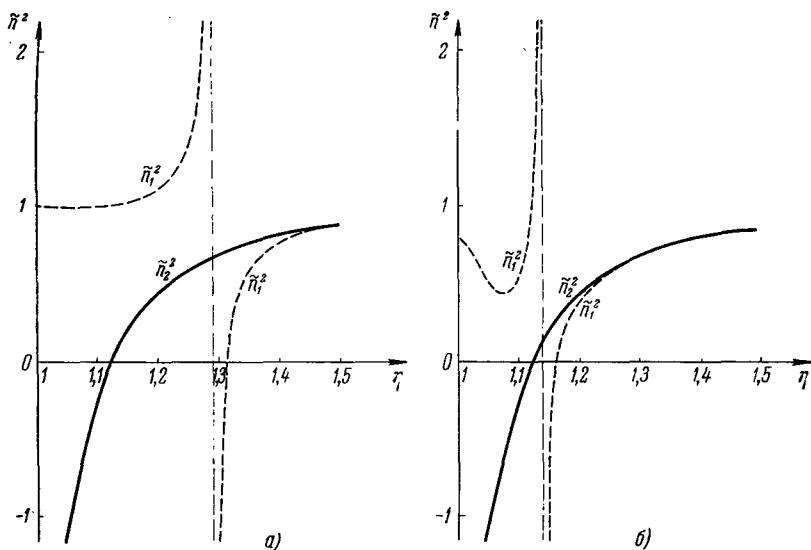 ñ²
2
ñ₁²
1
ñ₂²
ñ₁²
0
1 1,1 1,2 1,3 1,4 1,5 η
-1
а)
ñ²
2
ñ₁²
1
ñ₂²
ñ₁²
0
1 1,1 1,2 1,3 1,4 1,5 η
-1
б)